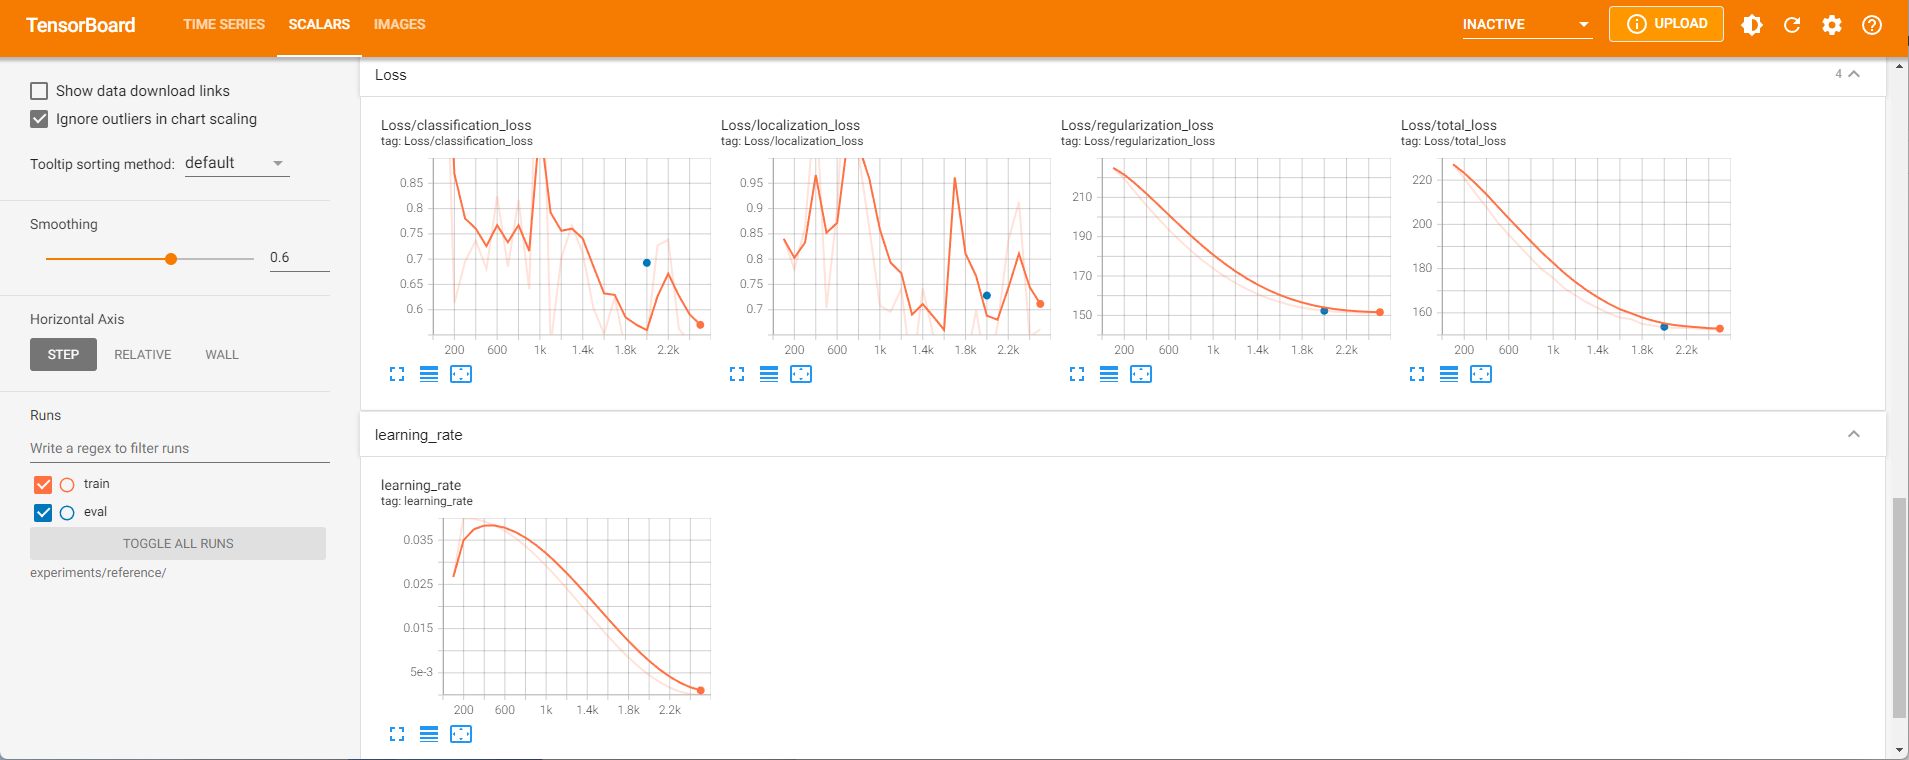 TensorBoard
TIME SERIES
SCALARS
IMAGES
INACTIVE
UPLOAD
Show data download links
Ignore outliers in chart scaling
Tooltip sorting method: default
Smoothing
0.6
Horizontal Axis
STEP
RELATIVE
WALL
Runs
Write a regex to filter runs
train
eval
TOGGLE ALL RUNS
experiments/reference/
Loss
4
Loss/classification_loss
tag: Loss/classification_loss
0.85
0.8
0.75
0.7
0.65
0.6
200 600 1k 1.4k 1.8k 2.2k
Loss/localization_loss
tag: Loss/localization_loss
0.95
0.9
0.85
0.8
0.75
0.7
200 600 1k 1.4k 1.8k 2.2k
Loss/regularization_loss
tag: Loss/regularization_loss
210
190
170
150
200 600 1k 1.4k 1.8k 2.2k
Loss/total_loss
tag: Loss/total_loss
220
200
180
160
200 600 1k 1.4k 1.8k 2.2k
learning_rate
learning_rate
tag: learning_rate
0.035
0.025
0.015
5e-3
200 600 1k 1.4k 1.8k 2.2k